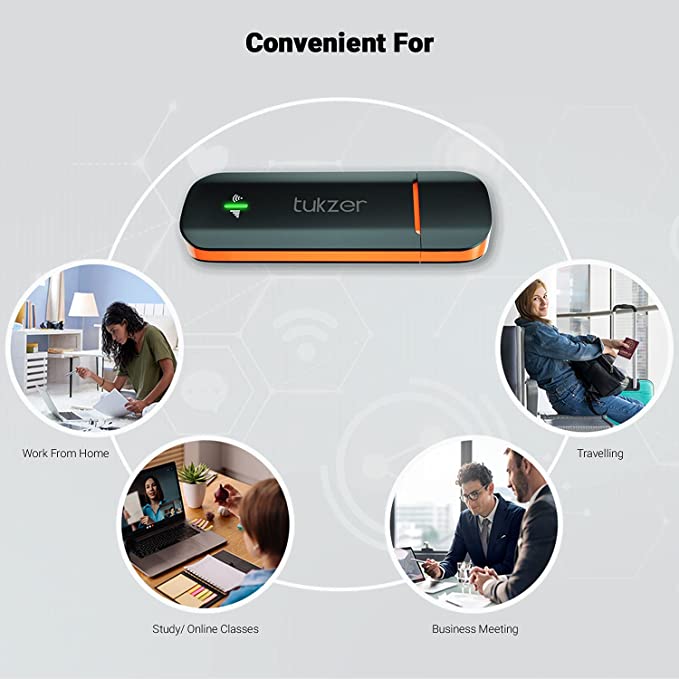 Convenient For
tukzer
Work From Home
Travelling
Study/ Online Classes
Business Meeting